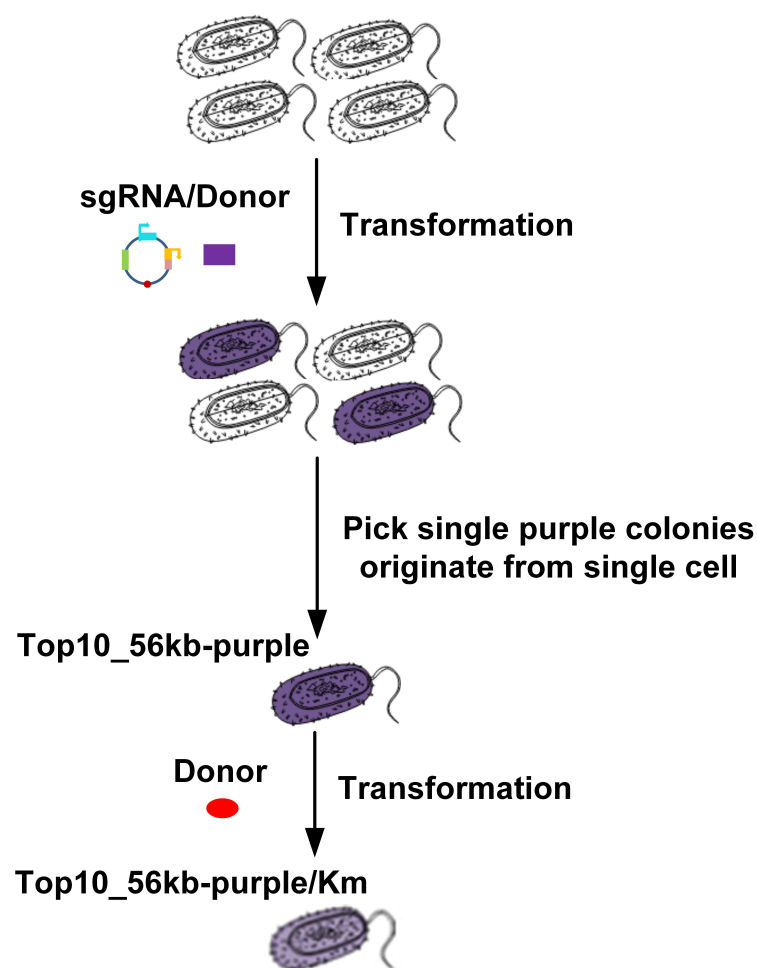 sgRNA/Donor
Transformation
Pick single purple colonies
originate from single cell
Top10_56kb-purple
Donor
Transformation
Top10_56kb-purple/Km